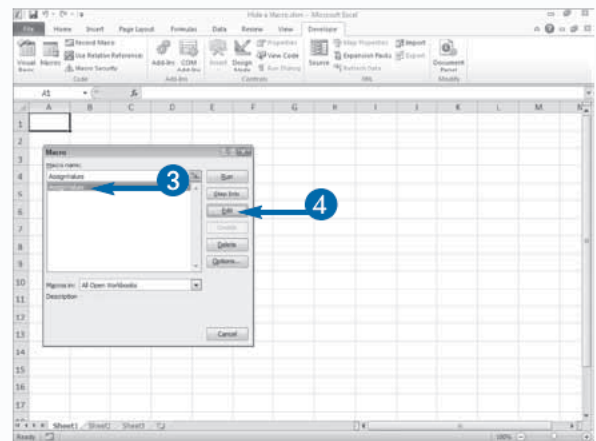 Hide a Macro.xlsm - Microsoft Excel
File Home Insert Page Layout Formulas Data Review View Developer
Visual Basic
Macros
Record Macro
Use Relative References
Macro Security
Code
Add-Ins
COM Add-Ins
Add-Ins
Insert
Design Mode
Properties
View Code
Run Dialog
Controls
Source
Map Properties
Expansion Packs
Refresh Data
Import
Export
XML
Document Panel
Modify
A1 fx
A B C D E F G H I J K L M N
1
2
3
4
5
6
7
8
9
10
11
12
13
14
15
16
17
Macro
Macro name:
AssignValues
AssignValues
3
Run
Step Into
Edit
4
Create
Delete
Options...
Macros in: All Open Workbooks
Description
Cancel
Sheet1 Sheet2 Sheet3
Ready 100%